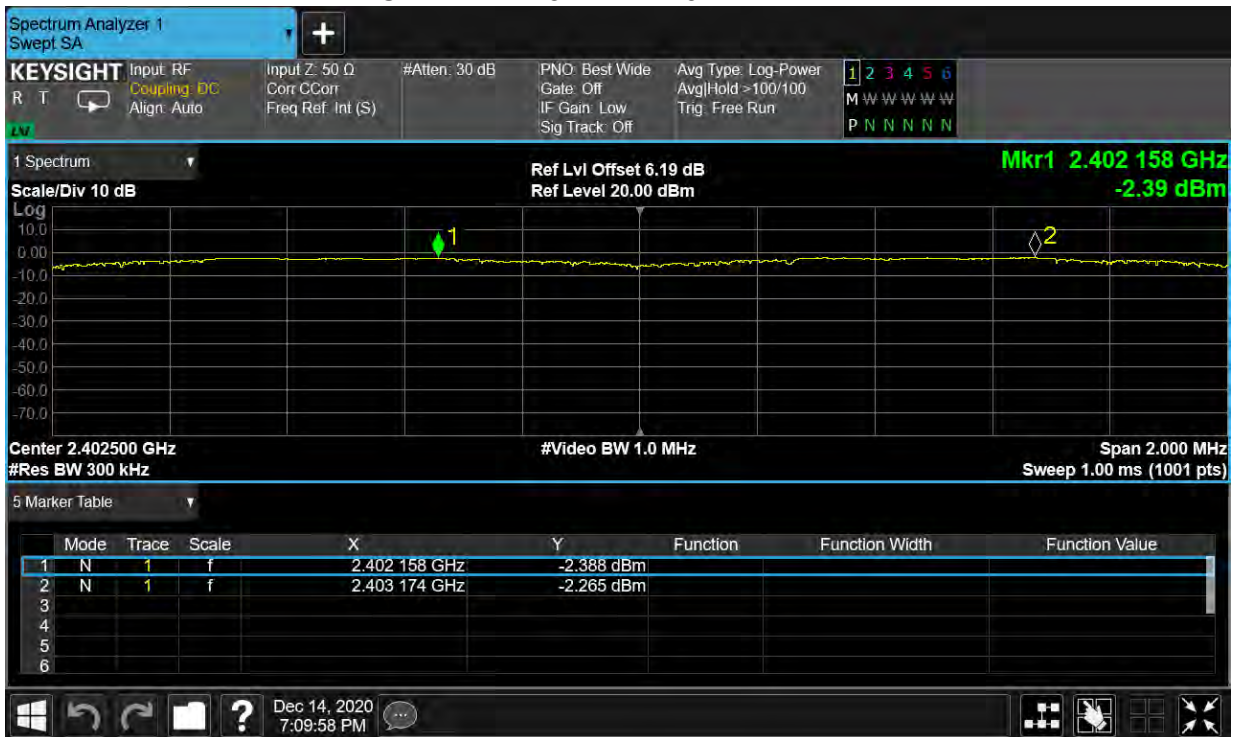 Spectrum Analyzer 1
Swept SA
+
KEYSIGHT Input: RF Input Z: 50 Ω #Atten: 30 dB PNO: Best Wide Avg Type: Log-Power 1 2 3 4 5 6
R T Coupling: DC Corr CCorr Gate: Off Avg|Hold >100/100 M W W W W W W
Align: Auto Freq Ref: Int (S) IF Gain: Low Trig: Free Run
Sig Track: Off P N N N N N N
LXI
1 Spectrum
Ref Lvl Offset 6.19 dB Mkr1 2.402 158 GHz
Scale/Div 10 dB Ref Level 20.00 dBm -2.39 dBm
Log
10.0
0.00
-10.0
-20.0
-30.0
-40.0
-50.0
-60.0
-70.0
1
2
Center 2.402500 GHz #Video BW 1.0 MHz Span 2.000 MHz
#Res BW 300 kHz Sweep 1.00 ms (1001 pts)
5 Marker Table
Mode Trace Scale X Y Function Function Width Function Value
1 N 1 f 2.402 158 GHz -2.388 dBm
2 N 1 f 2.403 174 GHz -2.265 dBm
3
4
5
6
? Dec 14, 2020
7:09:58 PM